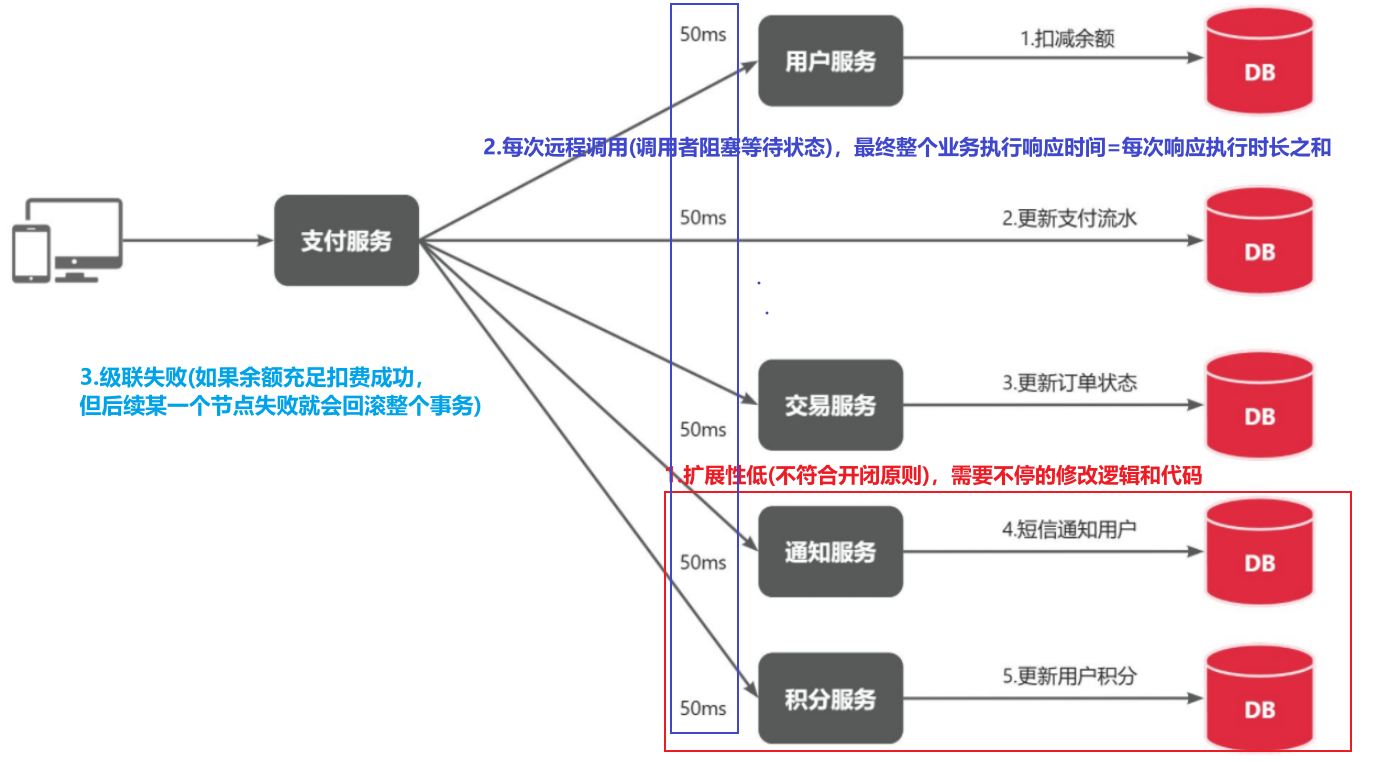 50ms
用户服务
1.扣减余额
DB
2.每次远程调用(调用者阻塞等待状态)，最终整个业务执行响应时间=每次响应执行时长之和
支付服务
50ms
2.更新支付流水
DB
3.级联失败(如果余额充足扣费成功，
但后续某一个节点失败就会回滚整个事务)
50ms
交易服务
3.更新订单状态
DB
1.扩展性低(不符合开闭原则)，需要不停的修改逻辑和代码
50ms
通知服务
4.短信通知用户
DB
50ms
积分服务
5.更新用户积分
DB